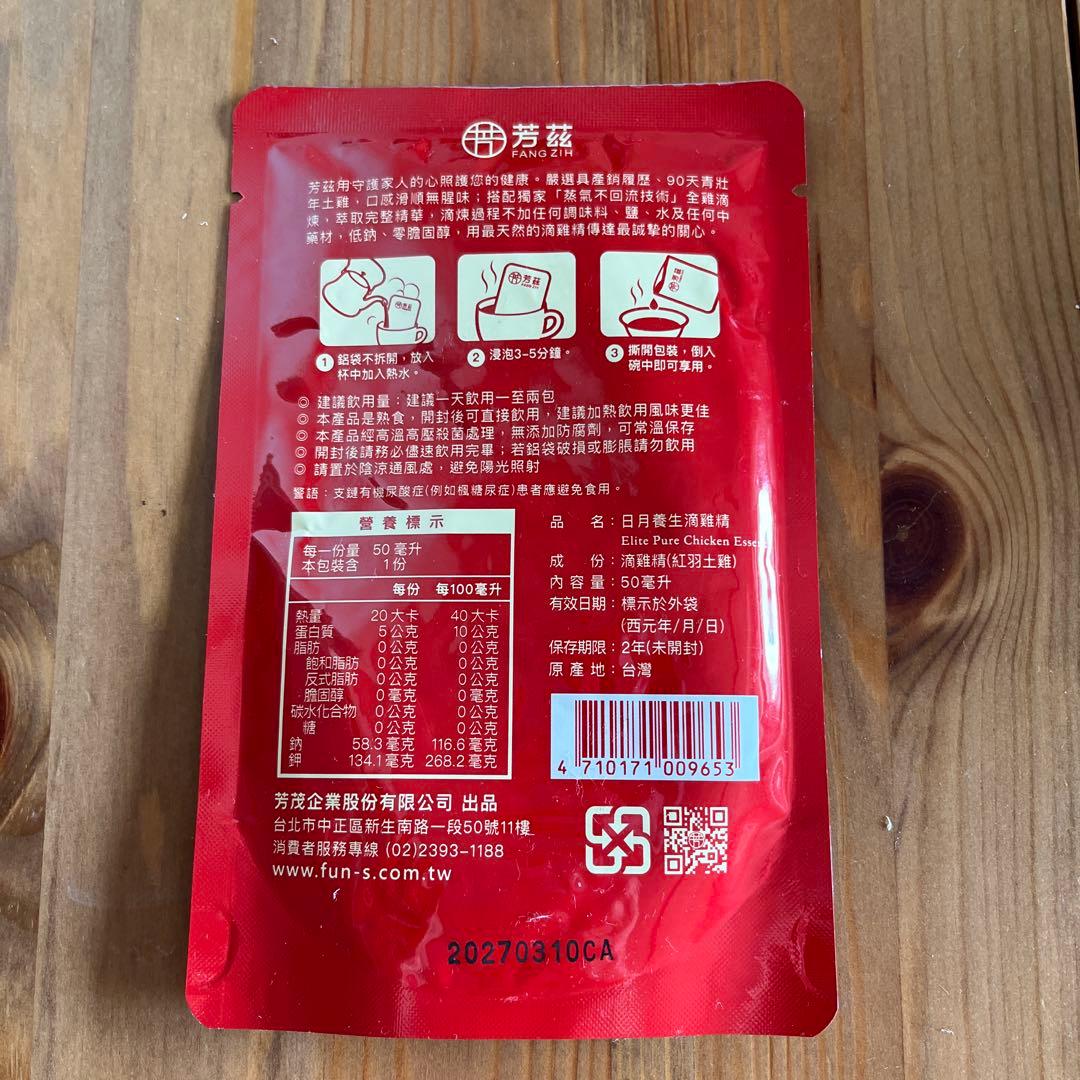 芳茲
FANG ZIH
芳茲用守護家人的心照護您的健康。嚴選具產銷履歷、90天青壯
年土雞，口感滑順無腥味；搭配獨家「蒸氣不回流技術」全雞滴
煉，萃取完整精華，滴煉過程不加任何調味料、鹽、水及任何中
藥材，低鈉、零膽固醇，用最天然的滴雞精傳達最誠摯的關心。
芳茲
FANG ZIH
1 鋁袋不拆開，放入
杯中加入熱水。
2 浸泡3-5分鐘。
3 撕開包裝，倒入
碗中即可享用。
◎ 建議飲用量：建議一天飲用一至兩包
◎ 本產品是熟食，開封後可直接飲用，建議加熱飲用風味更佳
◎ 本產品經高溫高壓殺菌處理，無添加防腐劑，可常溫保存
◎ 開封後請務必儘速飲用完畢；若鋁袋破損或膨脹請勿飲用
◎ 請置於陰涼通風處，避免陽光照射
警語：支鏈有機尿酸症(例如楓糖尿症)患者應避免食用。
營養標示
每一份量 50毫升
本包裝含 1份
每份 每100毫升
熱量 20大卡 40大卡
蛋白質 5公克 10公克
脂肪 0公克 0公克
飽和脂肪 0公克 0公克
反式脂肪 0公克 0公克
膽固醇 0毫克 0毫克
碳水化合物 0公克 0公克
糖 0公克 0公克
鈉 58.3毫克 116.6毫克
鉀 134.1毫克 268.2毫克
品名：日月養生滴雞精
Elite Pure Chicken
成份：滴雞精(紅羽土雞)
內容量：50毫升
有效日期：標示於外袋
(西元年/月/日)
保存期限：2年(未開封)
原產地：台灣
4 710171 009653
芳茂企業股份有限公司 出品
台北市中正區新生南路一段50號11樓
消費者服務專線 (02)2393-1188
www.fun-s.com.tw
20270310CA